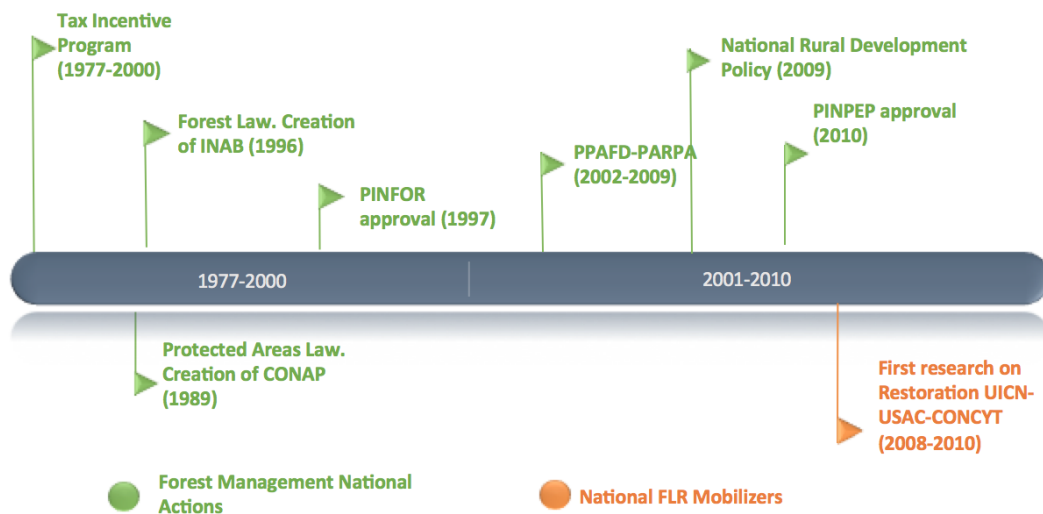 Tax Incentive
Program
(1977-2000)
Forest Law. Creation
of INAB (1996)
PINFOR
approval (1997)
PPAFD-PARPA
(2002-2009)
National Rural Development
Policy (2009)
PINPEP approval
(2010)
1977-2000
2001-2010
Protected Areas Law.
Creation of CONAP
(1989)
First research on
Restoration UICN-
USAC-CONCYT
(2008-2010)
Forest Management National
Actions
National FLR Mobilizers